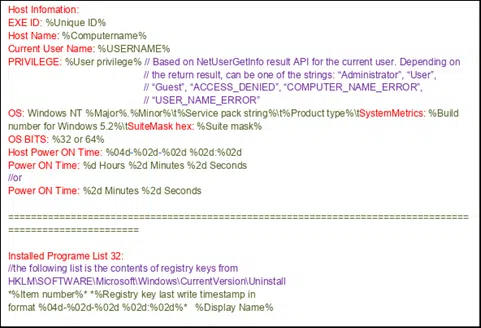 Host Infomation:
EXE ID: %Unique ID%
Host Name: %Computername%
Current User Name: %USERNAME%
PRIVILEGE: %User privilege% // Based on NetUserGetInfo result API for the current user. Depending on
// the return result, can be one of the strings: “Administrator”, “User”,
// “Guest”, “ACCESS_DENIED”, “COMPUTER_NAME_ERROR”,
// “USER_NAME_ERROR”
OS: Windows NT %Major%.%Minor%\t%Service pack string%\t%Product type%\tSystemMetrics: %Build
number for Windows 5.2%\tSuiteMask hex: %Suite mask%
OS BITS: %32 or 64%
Host Power ON Time: %04d-%02d-%02d %02d:%02d
Power ON Time: %d Hours %2d Minutes %2d Seconds
//or
Power ON Time: %2d Minutes %2d Seconds
================================================================================
=======================
Installed Programe List 32:
//the following list is the contents of registry keys from
HKLM\SOFTWARE\Microsoft\Windows\CurrentVersion\Uninstall
*%Item number%* *%Registry key last write timestamp in
format %04d-%02d-%02d %02d:%02d%* %Display Name%